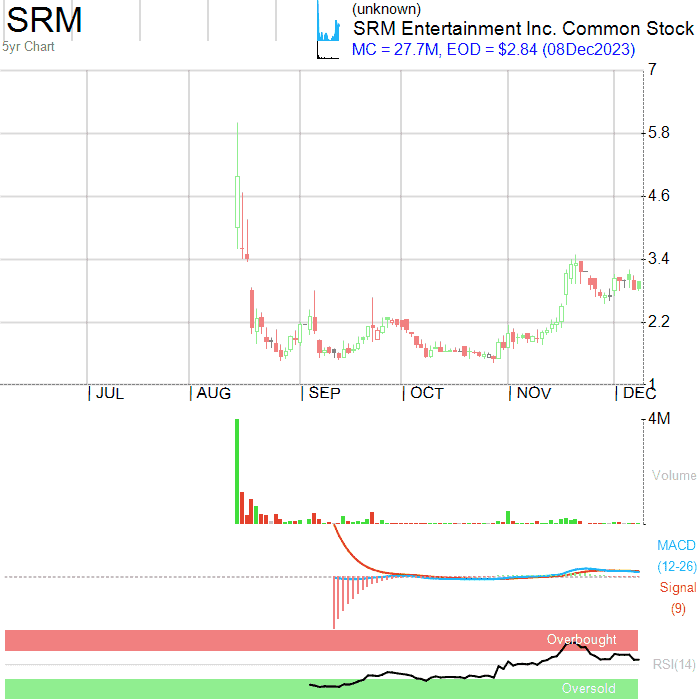 SRM
5yr Chart
(unknown)
SRM Entertainment Inc. Common Stock
MC = 27.7M, EOD = $2.84 (08Dec2023)
7
5.8
4.6
3.4
2.2
1
JUL AUG SEP OCT NOV DEC
4M
Volume
MACD
(12-26)
Signal
(9)
Overbought
RSI(14)
Oversold